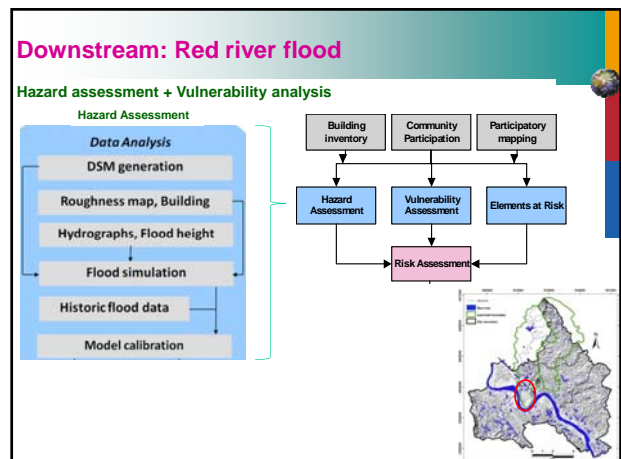 Downstream: Red river flood
Hazard assessment + Vulnerability analysis
Hazard Assessment
Data Analysis
DSM generation
Roughness map, Building
Hydrographs, Flood height
Flood simulation
Historic flood data
Model calibration
Building
inventory
Community
Participation
Participatory
mapping
Hazard
Assessment
Vulnerability
Assessment
Elements at Risk
Risk Assessment